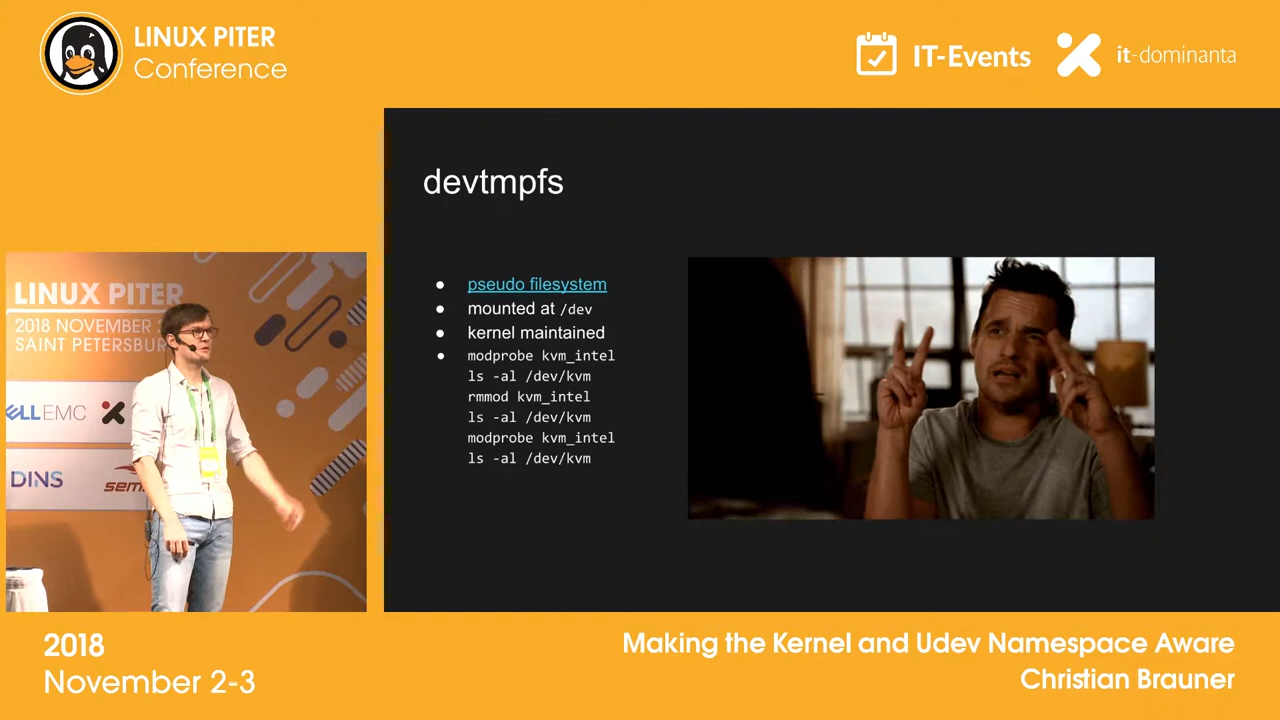 LINUX PITER
Conference
IT-Events
it-dominanta
devtmpfs
● pseudo filesystem
● mounted at /dev
● kernel maintained
● modprobe kvm_intel
ls -al /dev/kvm
rmmod kvm_intel
ls -al /dev/kvm
modprobe kvm_intel
ls -al /dev/kvm
LINUX PITER
2018 NOVEMBER
SAINT PETERSBUR
ELLEMC
DINS
2018
November 2-3
Making the Kernel and Udev Namespace Aware
Christian Brauner